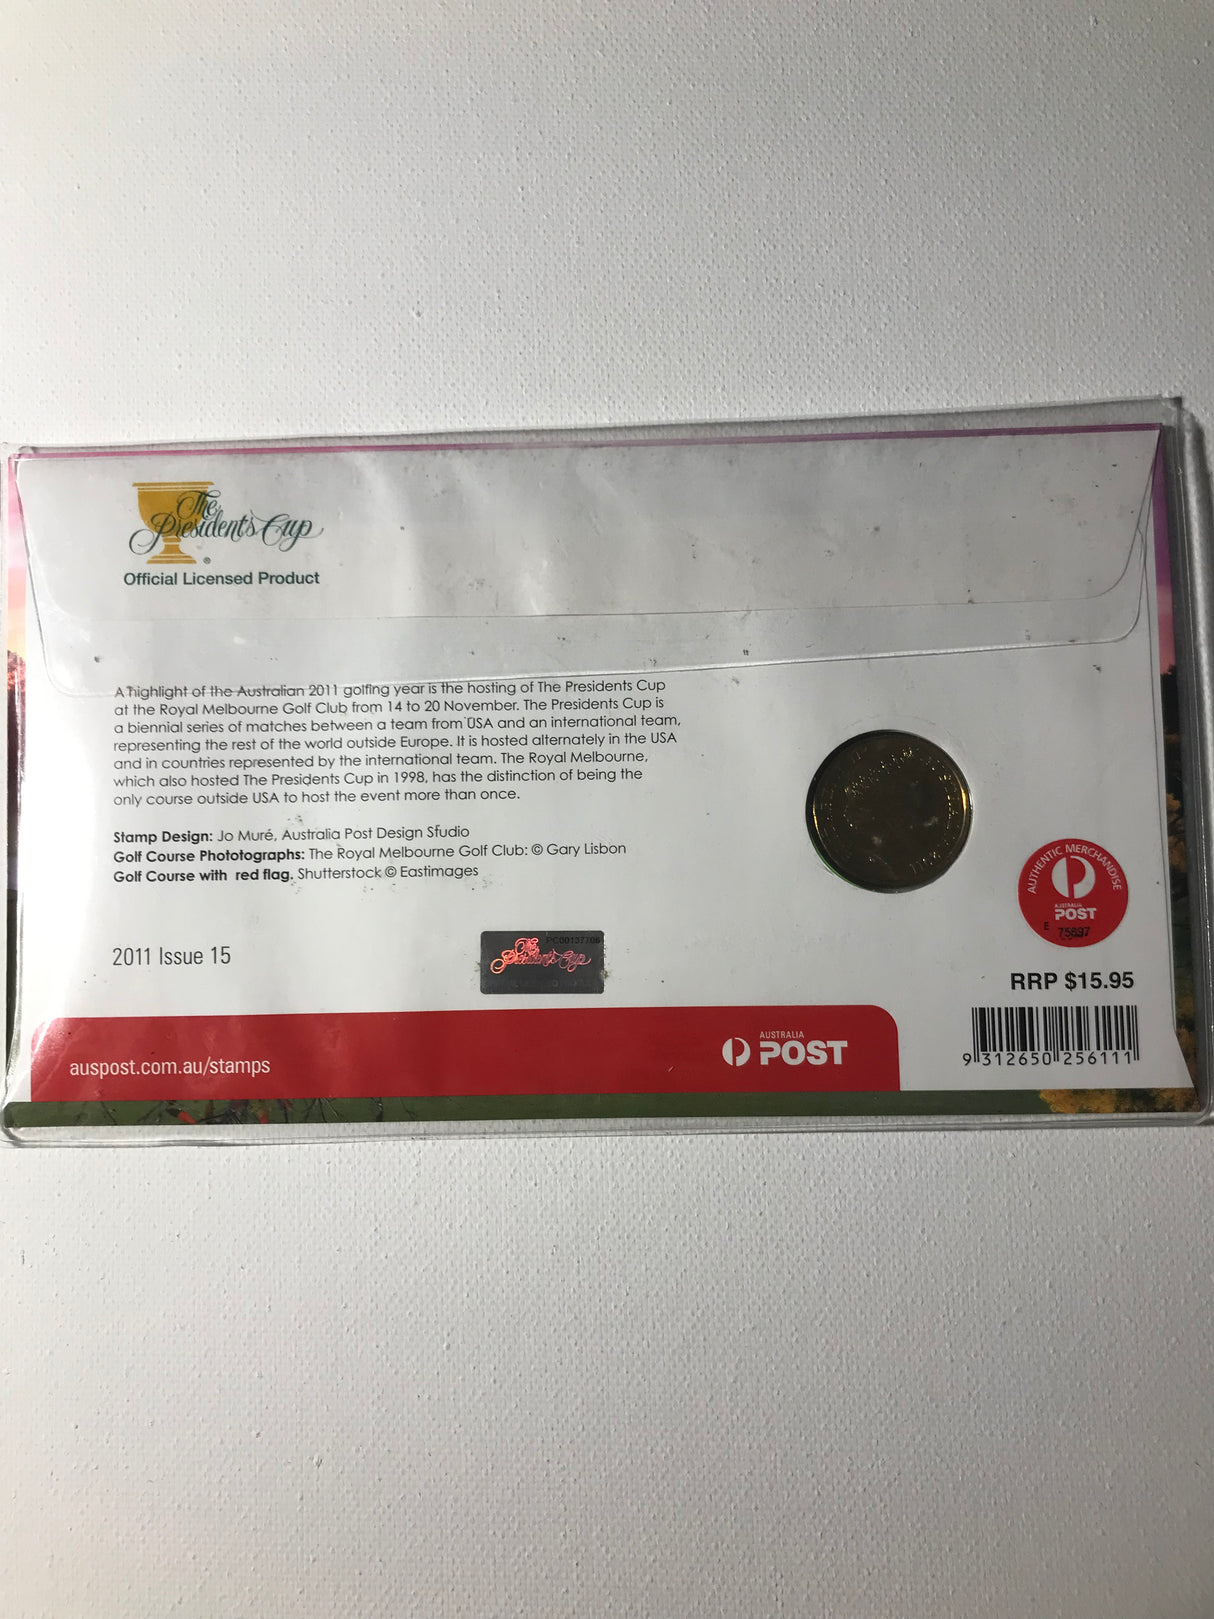 The
Presidents Cup
®
Official Licensed Product
A highlight of the Australian 2011 golfing year is the hosting of The Presidents Cup
at the Royal Melbourne Golf Club from 14 to 20 November. The Presidents Cup is
a biennial series of matches between a team from USA and an international team,
representing the rest of the world outside Europe. It is hosted alternately in the USA
and in countries represented by the international team. The Royal Melbourne,
which also hosted The Presidents Cup in 1998, has the distinction of being the
only course outside USA to host the event more than once.
Stamp Design: Jo Muré, Australia Post Design Studio
Golf Course Phototographs: The Royal Melbourne Golf Club: © Gary Lisbon
Golf Course with red flag. Shutterstock © Eastimages
AUTHENTIC MERCHANDISE
AUSTRALIA
POST
E 75697
2011 Issue 15
The
Presidents Cup
RRP $15.95
auspost.com.au/stamps
AUSTRALIA
POST
9 312650 256111